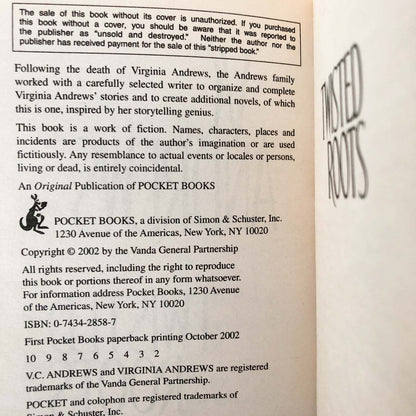 The sale of this book without its cover is unauthorized. If you purchased
this book without a cover, you should be aware that it was reported to
the publisher as "unsold and destroyed." Neither the author nor the
publisher has received payment for the sale of this "stripped book."
Following the death of Virginia Andrews, the Andrews family
worked with a carefully selected writer to organize and complete
Virginia Andrews' stories and to create additional novels, of which
this is one, inspired by her storytelling genius.
This book is a work of fiction. Names, characters, places and
incidents are products of the author's imagination or are used
fictitiously. Any resemblance to actual events or locales or persons,
living or dead, is entirely coincidental.
An Original Publication of POCKET BOOKS
POCKET BOOKS, a division of Simon & Schuster, Inc.
1230 Avenue of the Americas, New York, NY 10020
Copyright © 2002 by the Vanda General Partnership
All rights reserved, including the right to reproduce
this book or portions thereof in any form whatsoever.
For information address Pocket Books, 1230 Avenue
of the Americas, New York, NY 10020
ISBN: 0-7434-2858-7
First Pocket Books paperback printing October 2002
10 9 8 7 6 5 4 3 2
V.C. ANDREWS and VIRGINIA ANDREWS are registered
trademarks of the Vanda General Partnership.
POCKET and colophon are registered trademarks of
Simon & Schuster, Inc.
TWISTED
ROOTS